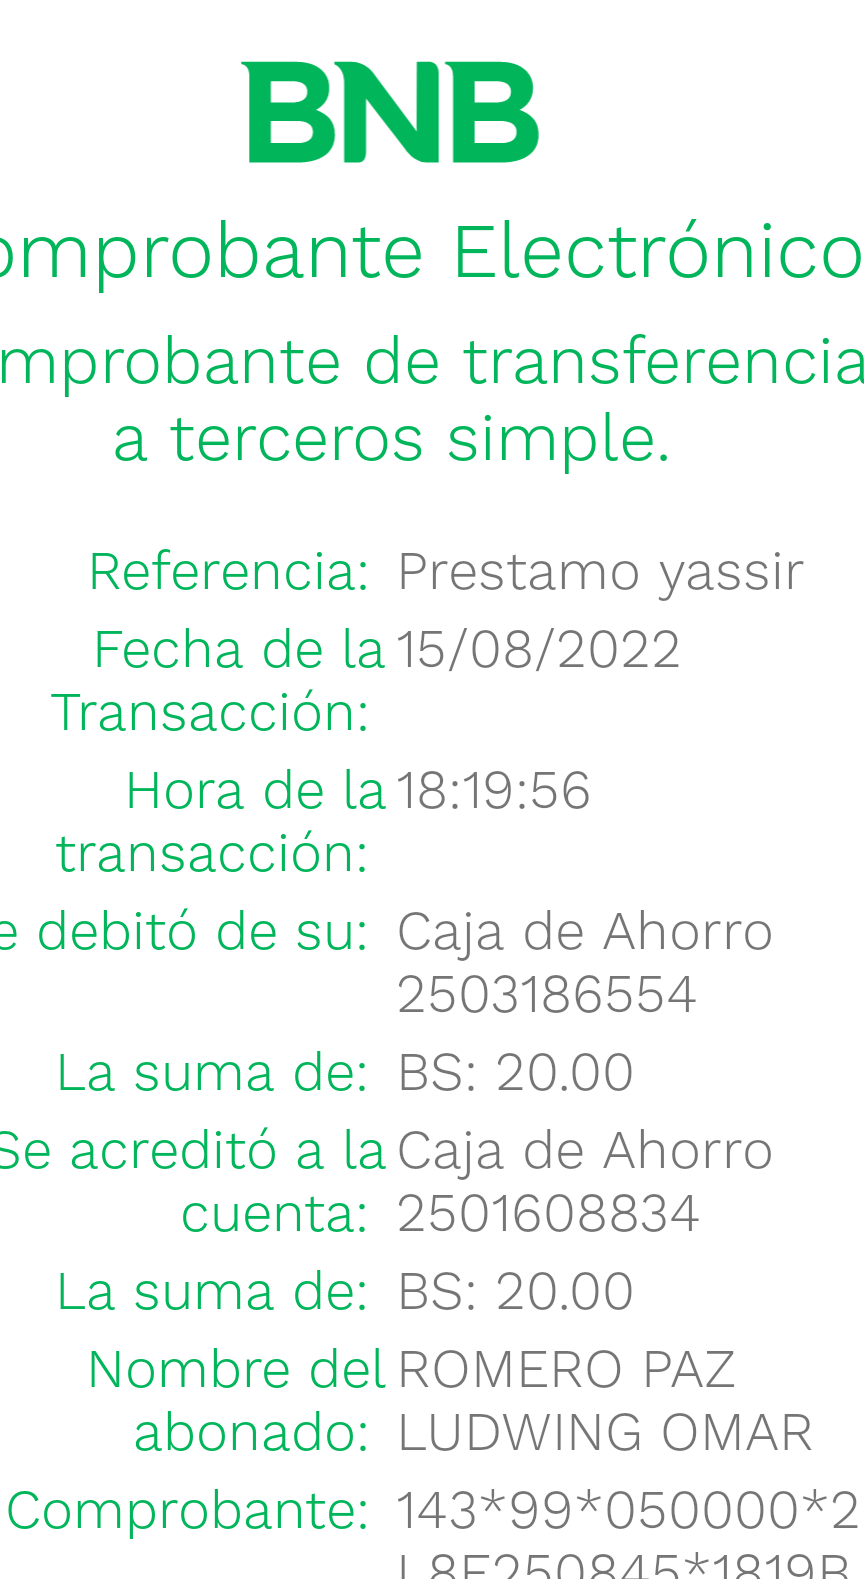 BNB
omprobante Electrónico
mprobante de transferencia
a terceros simple.
Referencia: Prestamo yassir
Fecha de la 15/08/2022
Transacción:
Hora de la 18:19:56
transacción:
e debitó de su: Caja de Ahorro
2503186554
La suma de: BS: 20.00
Se acreditó a la Caja de Ahorro
cuenta: 2501608834
La suma de: BS: 20.00
Nombre del ROMERO PAZ
abonado: LUDWING OMAR
Comprobante: 143*99*050000*2